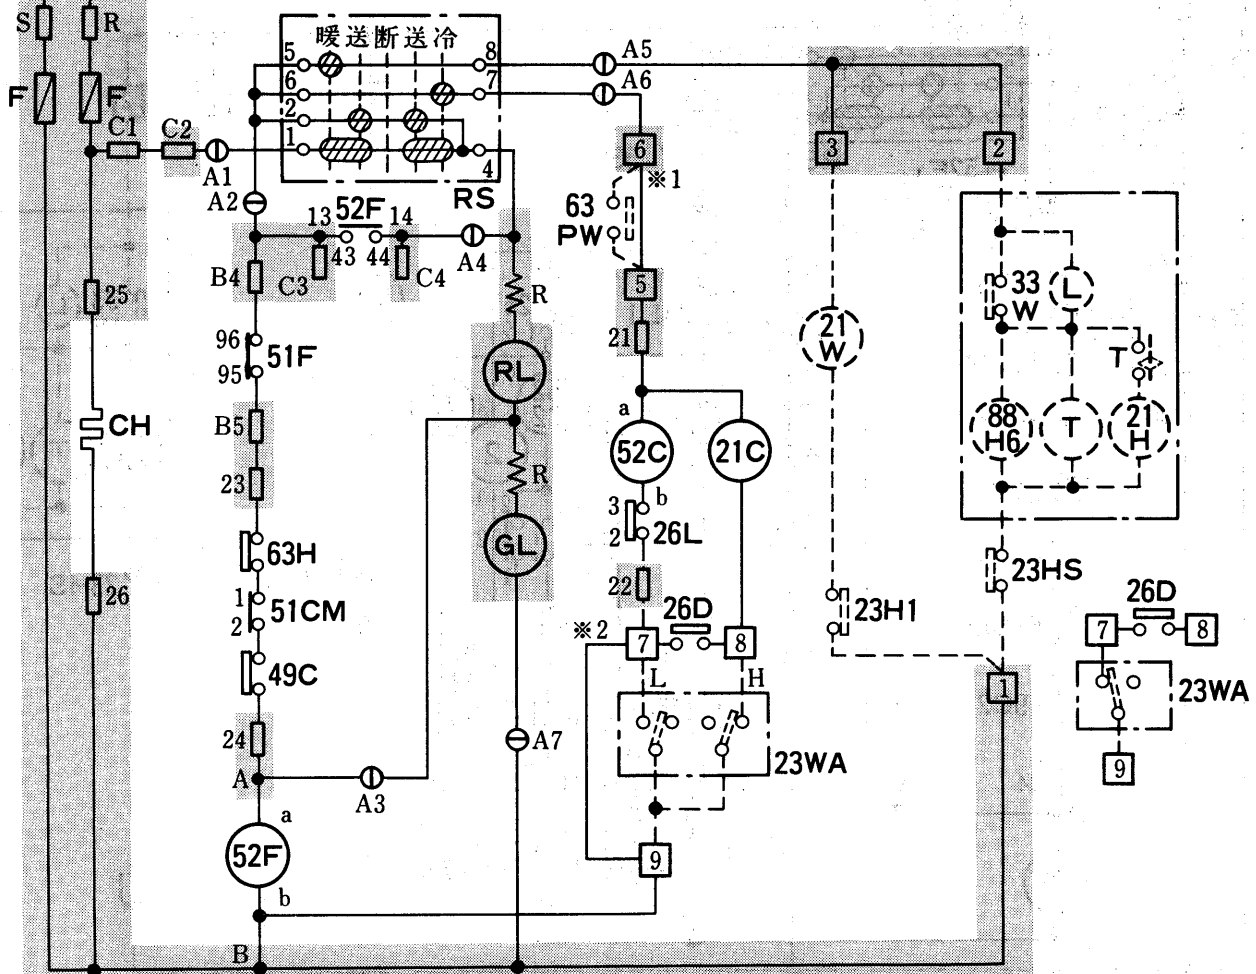 S R
暖送断送冷
5 8 A5
F F 6 7 A6
C1 C2 2
1 4 6 3 2
A1 ※1
A2 RS
13 52F 14 63
PW
43 44 A4
B4 C3 C4 5 33
W L
25 R 21 21
W T
96 51F
95 RL a
B5 88
H6 T 21
H
CH 52C 21C
23 R b
3
2 26L
63H GL
26 22 23HS
1
2 51CM 26D 23H1 26D
※2 7 8 7 8
49C L H
1 23WA
24 A7
A A3 23WA 9
a
52F 9
b
B